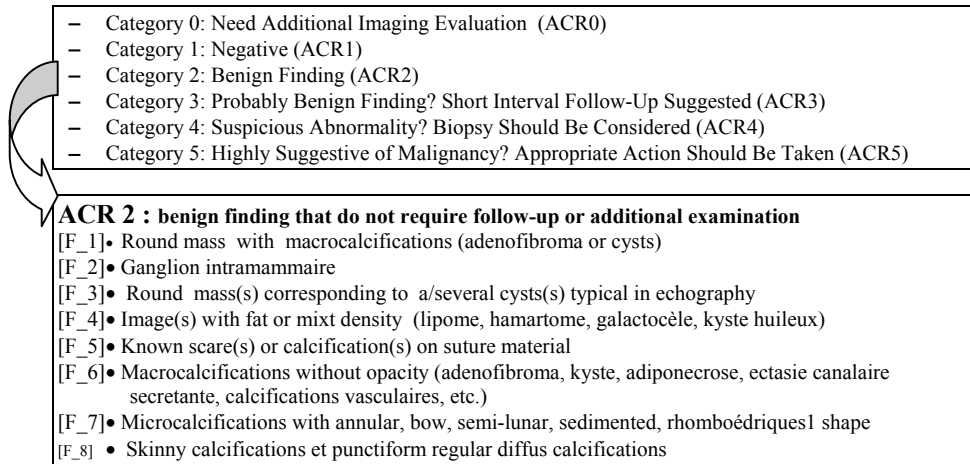 – Category 0: Need Additional Imaging Evaluation (ACR0)
– Category 1: Negative (ACR1)
– Category 2: Benign Finding (ACR2)
– Category 3: Probably Benign Finding? Short Interval Follow-Up Suggested (ACR3)
– Category 4: Suspicious Abnormality? Biopsy Should Be Considered (ACR4)
– Category 5: Highly Suggestive of Malignancy? Appropriate Action Should Be Taken (ACR5)
ACR 2 : benign finding that do not require follow-up or additional examination
[F_1]• Round mass with macrocalcifications (adenofibroma or cysts)
[F_2]• Ganglion intramammaire
[F_3]• Round mass(s) corresponding to a/several cysts(s) typical in echography
[F_4]• Image(s) with fat or mixt density (lipome, hamartome, galactocèle, kyste huileux)
[F_5]• Known scare(s) or calcification(s) on suture material
[F_6]• Macrocalcifications without opacity (adenofibroma, kyste, adiponecrose, ectasie canalaire
secretante, calcifications vasculaires, etc.)
[F_7]• Microcalcifications with annular, bow, semi-lunar, sedimented, rhomboédriques1 shape
[F_8] • Skinny calcifications et punctiform regular diffus calcifications